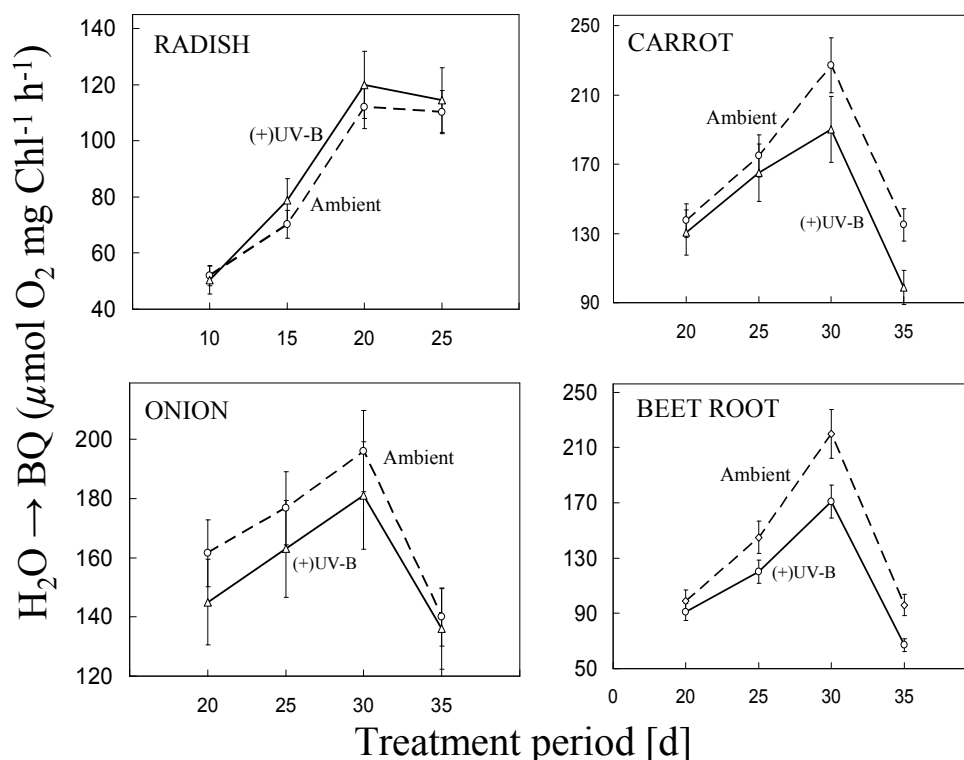 H₂O → BQ (μmol O₂ mg Chl⁻¹ h⁻¹)
RADISH
140
120
100
80
60
40
(+)UV-B
Ambient
10 15 20 25
CARROT
250
210
170
130
90
Ambient
(+)UV-B
20 25 30 35
ONION
200
180
160
140
120
Ambient
(+)UV-B
20 25 30 35
BEET ROOT
250
210
170
130
90
50
Ambient
(+)UV-B
0 20 25 30 35
Treatment period [d]